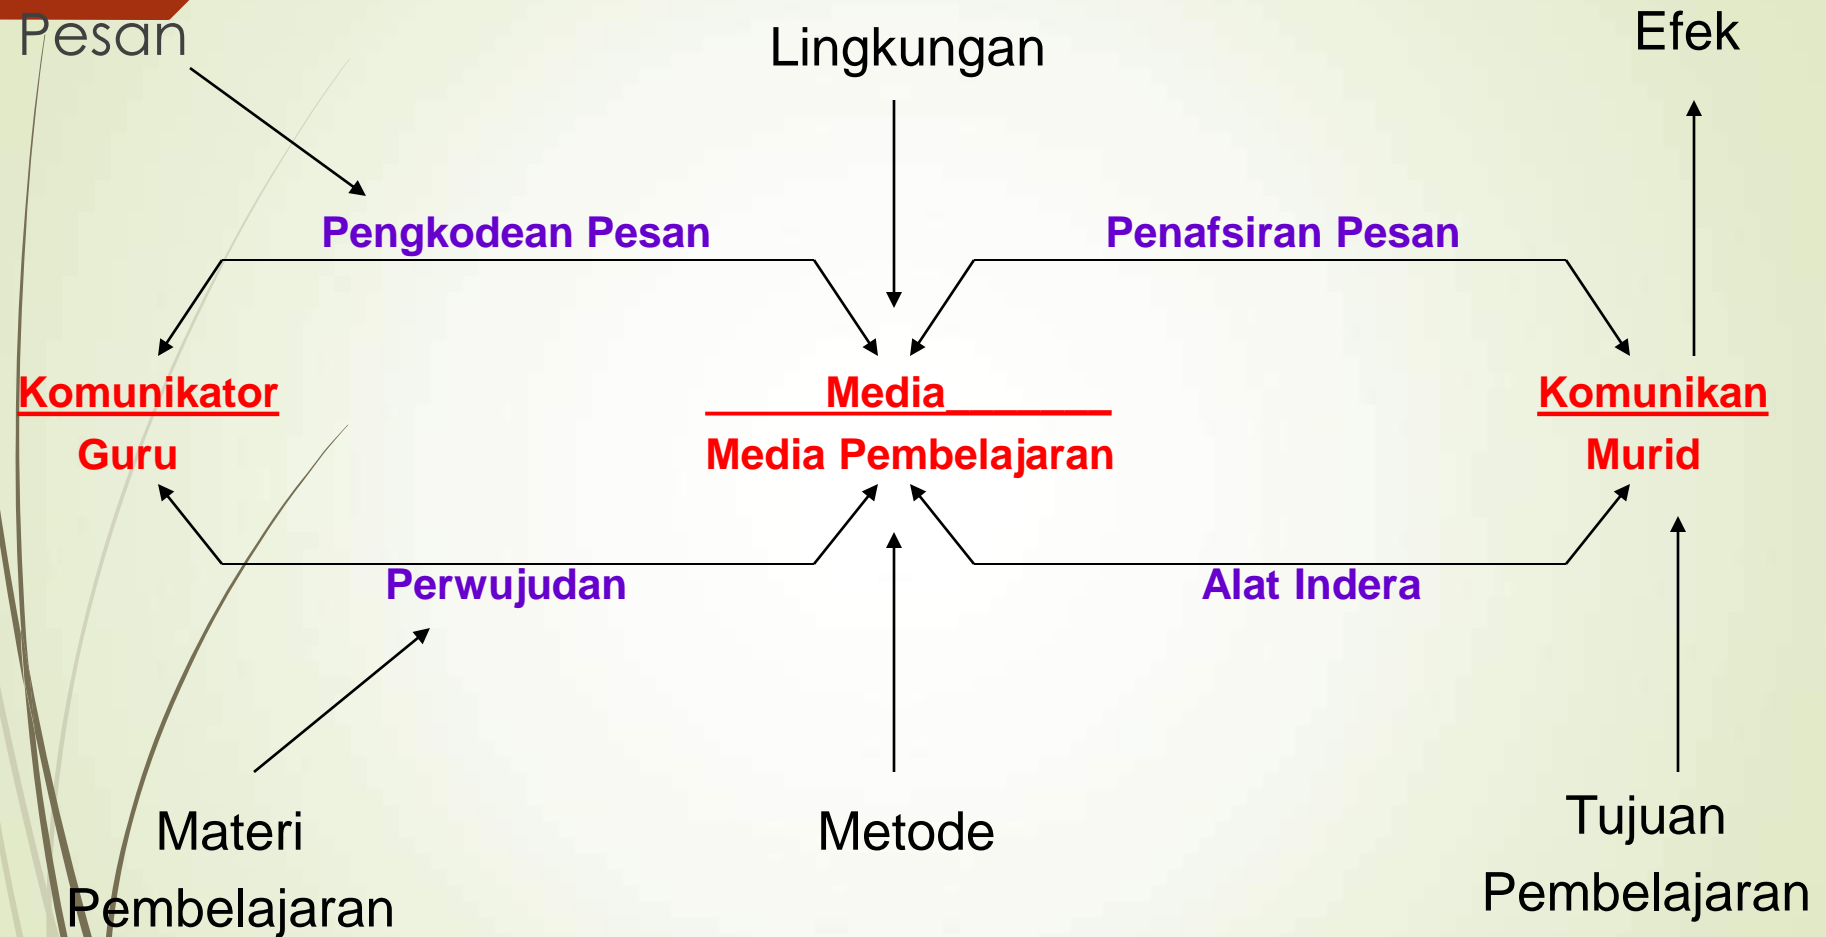 Pesan
Lingkungan
Efek
Pengkodean Pesan
Penafsiran Pesan
Komunikator
Media_______
Komunikan
Guru
Media Pembelajaran
Murid
Perwujudan
Alat Indera
Materi
Pembelajaran
Metode
Tujuan
Pembelajaran